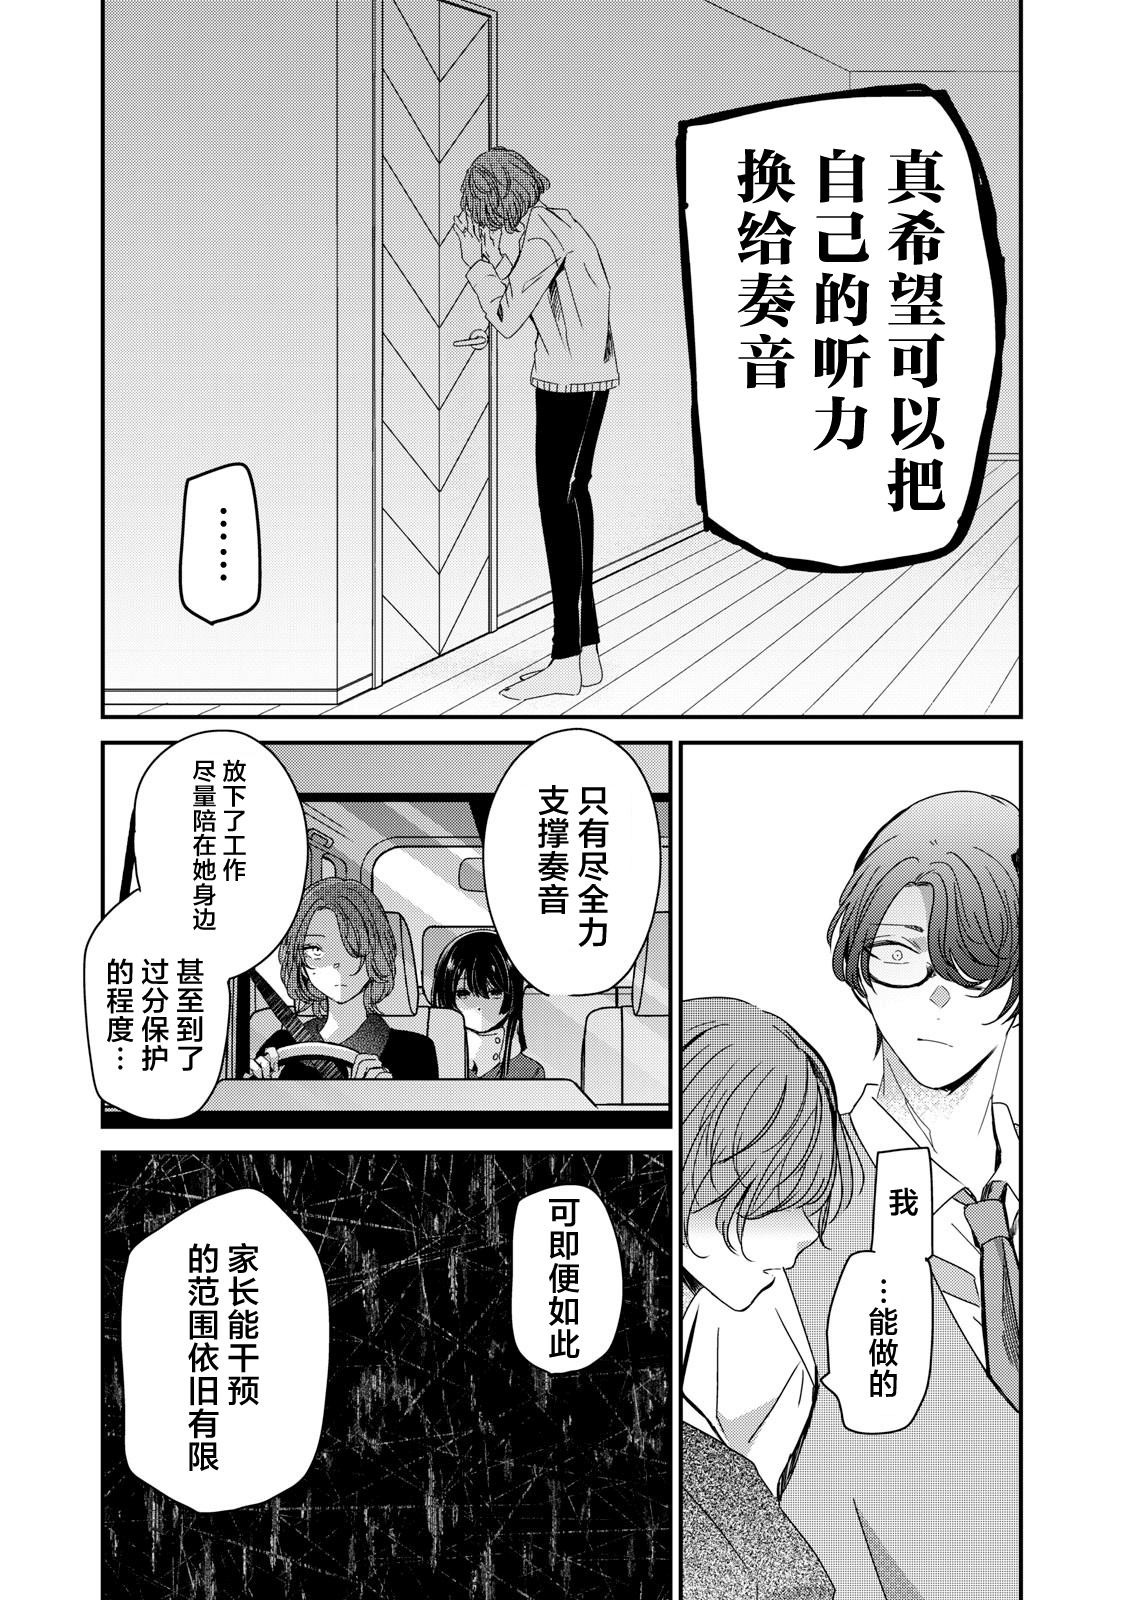 真希望可以把
自己的听力
换给奏音
……
我
…能做的
只有尽全力
支撑奏音
放下了工作
尽量陪在她身边
甚至到了
过分保护
的程度…
可即便如此
家长能干预
的范围依旧有限